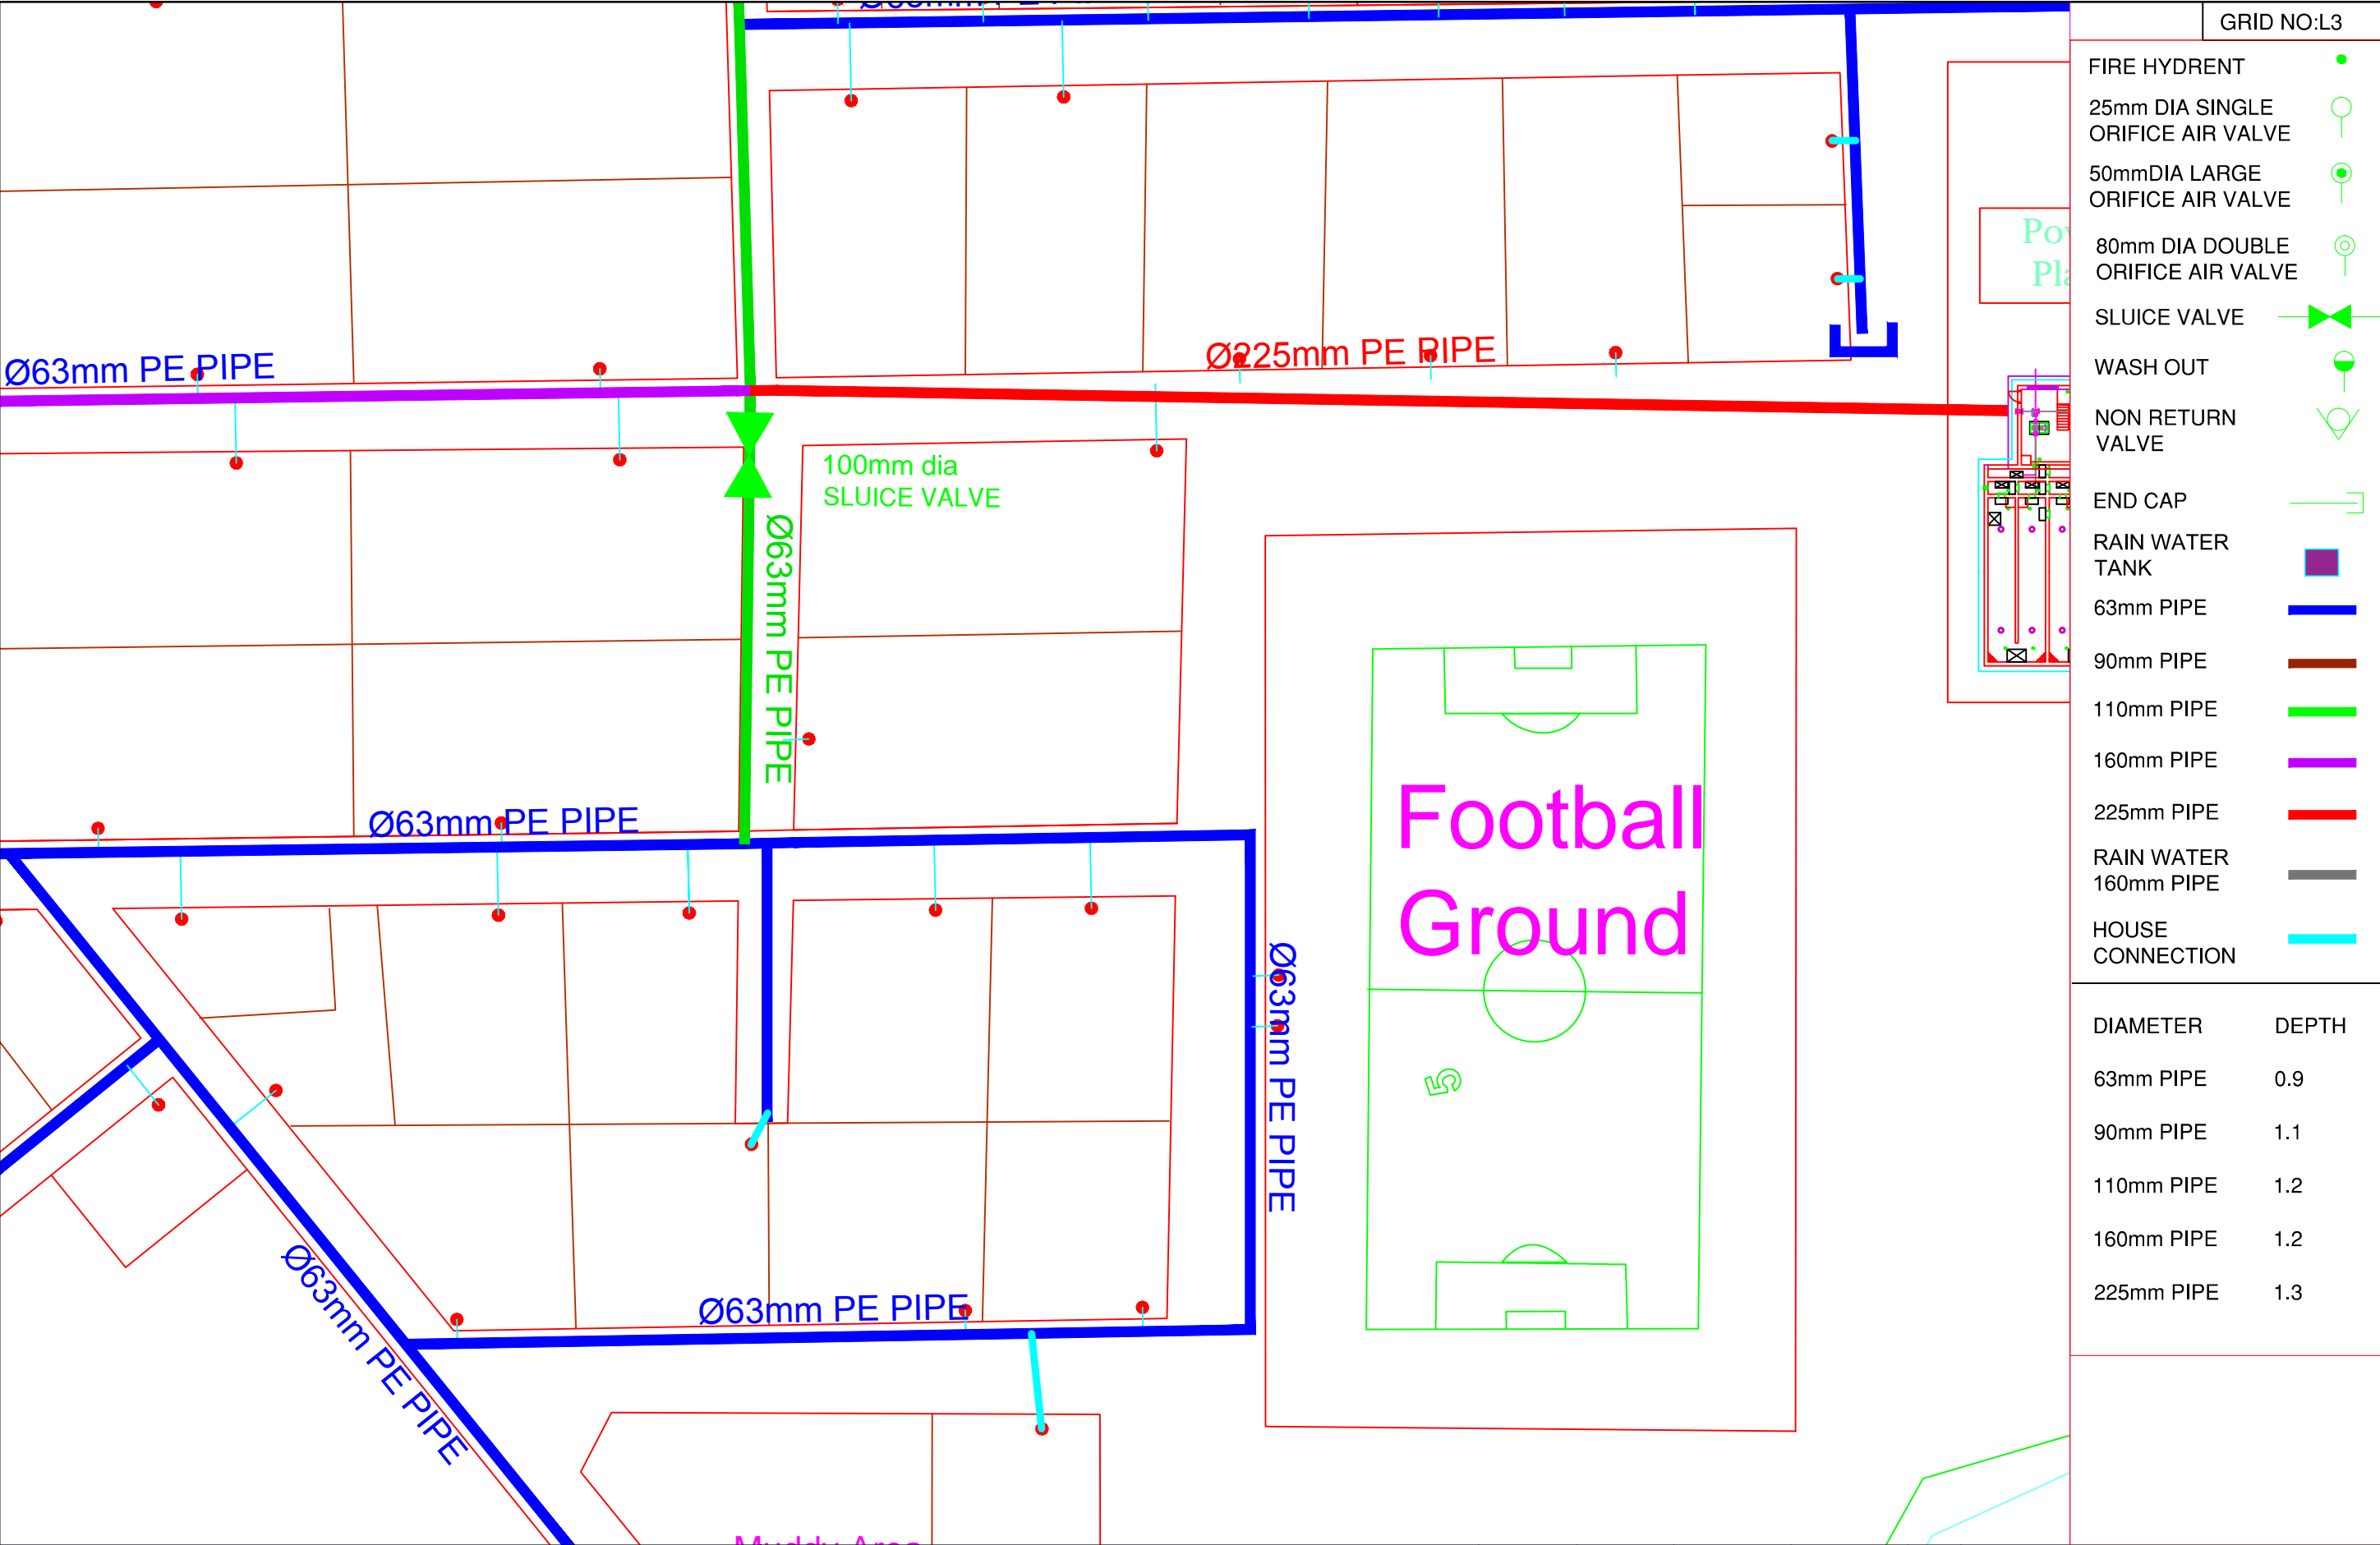 GRID NO:L3
FIRE HYDRENT
25mm DIA SINGLE
ORIFICE AIR VALVE
50mmDIA LARGE
ORIFICE AIR VALVE
80mm DIA DOUBLE
ORIFICE AIR VALVE
SLUICE VALVE
WASH OUT
NON RETURN
VALVE
END CAP
RAIN WATER
TANK
63mm PIPE
90mm PIPE
110mm PIPE
160mm PIPE
225mm PIPE
RAIN WATER
160mm PIPE
HOUSE
CONNECTION
DIAMETER DEPTH
63mm PIPE 0.9
90mm PIPE 1.1
110mm PIPE 1.2
160mm PIPE 1.2
225mm PIPE 1.3
Ø63mm PE PIPE
Ø225mm PE PIPE
100mm dia
SLUICE VALVE
Ø63mm PE PIPE
Ø63mm PE PIPE
Football
Ground
5
Ø63mm PE PIPE
Ø63mm PE PIPE
Ø63mm PE PIPE
Muddy Area